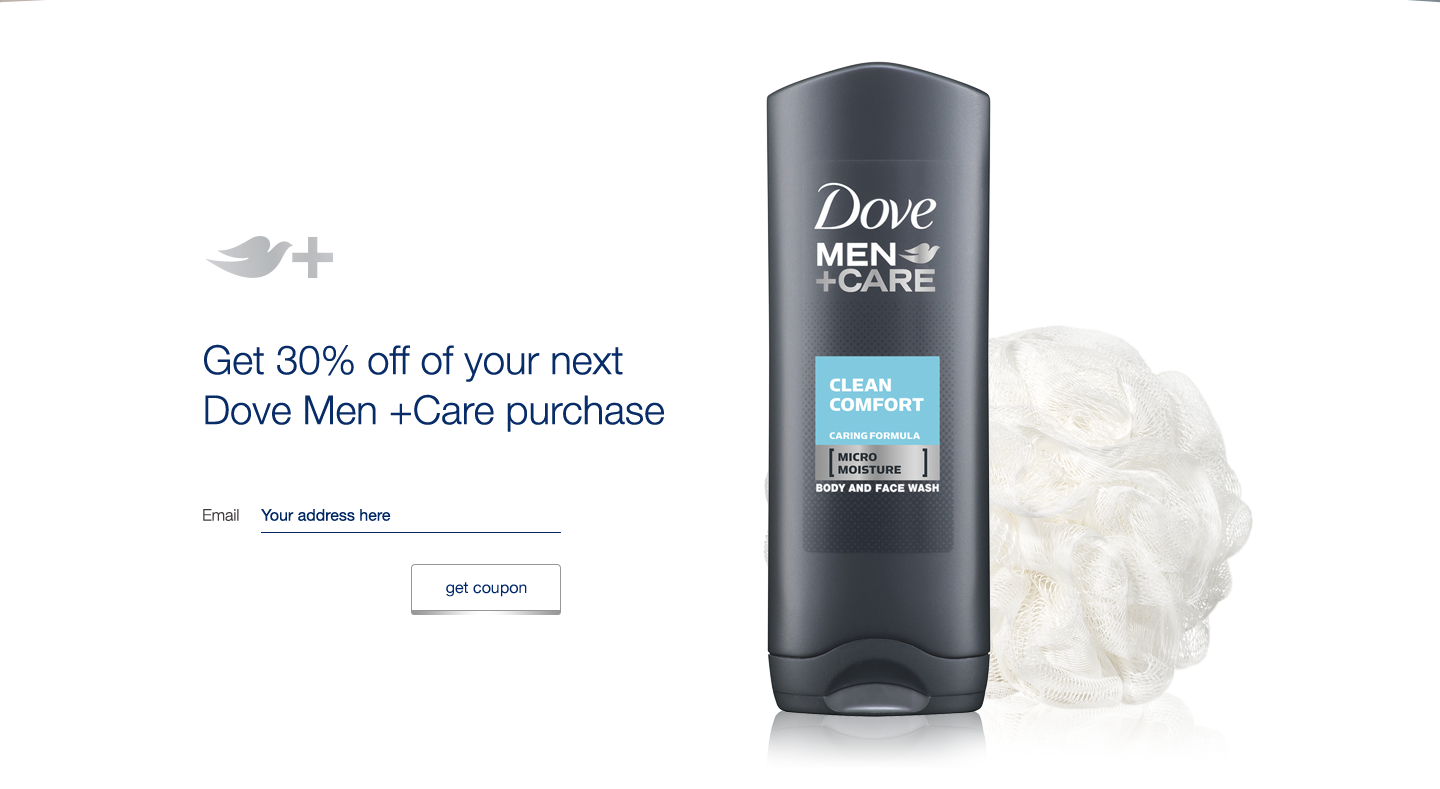 Get 30% off of your next
Dove Men +Care purchase
Email Your address here
get coupon
Dove
MEN
+CARE
CLEAN
COMFORT
CARING FORMULA
[MICRO
MOISTURE]
BODY AND FACE WASH